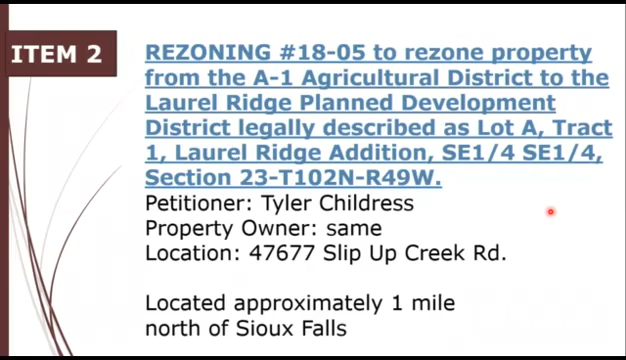 ITEM 2
REZONING #18-05 to rezone property
from the A-1 Agricultural District to the
Laurel Ridge Planned Development
District legally described as Lot A, Tract
1, Laurel Ridge Addition, SE1/4 SE1/4,
Section 23-T102N-R49W.
Petitioner: Tyler Childress
Property Owner: same
Location: 47677 Slip Up Creek Rd.
Located approximately 1 mile
north of Sioux Falls